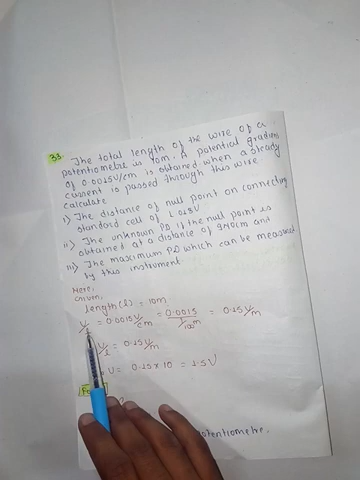 33. The total length of the wire of a
potentiometre is 10m. A potential gradiens
of 0.0015V/cm is obtained when a steady
current is passed through this wire
calculate
i) The distance of null point on connecting
standard cell of 1.018V
ii) The unknown PD if the null point is
obtained at a distance of 940cm and
iii) The maximum PD which can be measured
by this instrument
Here,
Given,
length (l) = 10m
V/ = 0.0015V/cm = 0.0015/1/100m = 0.15V/m
V/l = 0.15V/m
V = 0.15×10 = 1.5V
potentiometre.